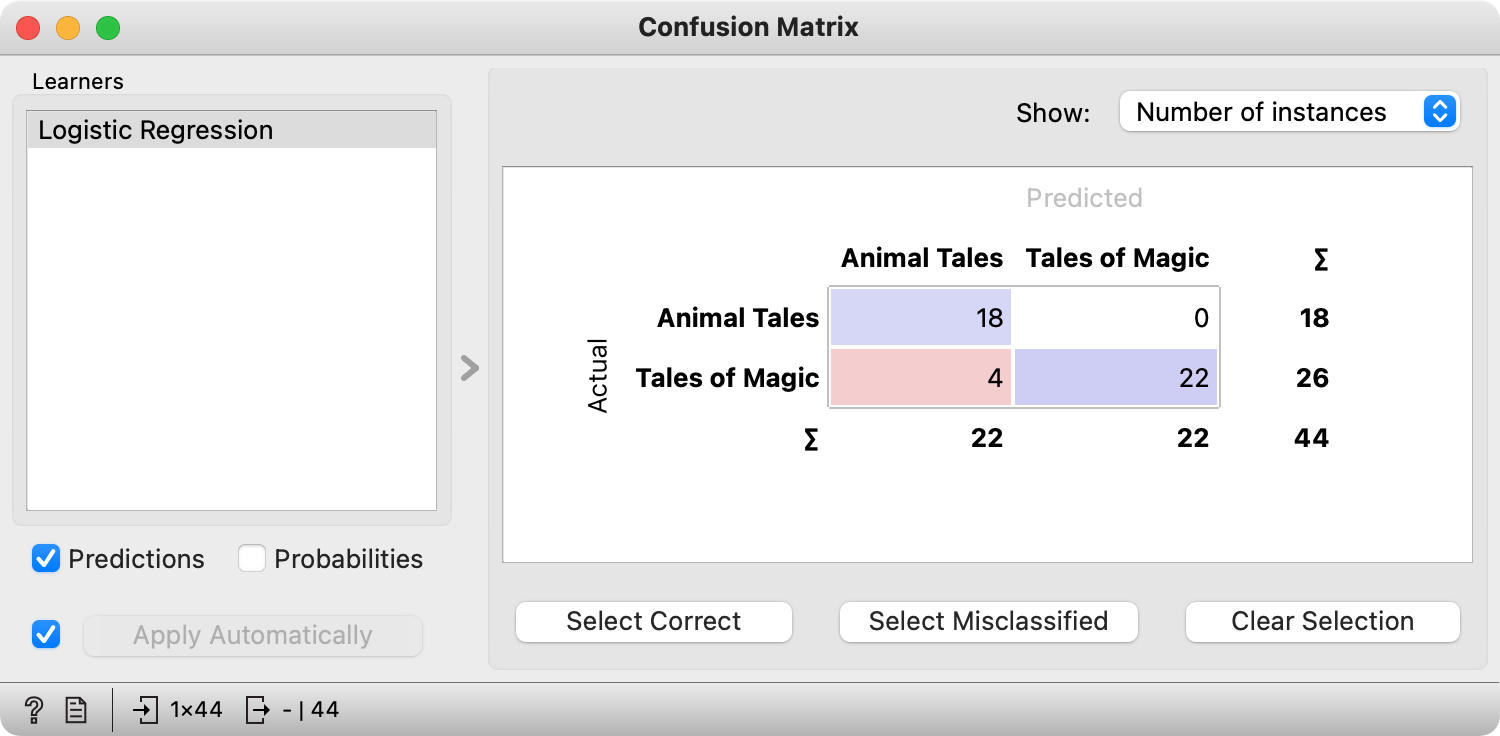 Confusion Matrix
Learners
Logistic Regression
Predictions
Probabilities
Apply Automatically
Show: Number of instances
Predicted
Animal Tales Tales of Magic Σ
Actual
Animal Tales 18 0 18
Tales of Magic 4 22 26
Σ 22 22 44
Select Correct
Select Misclassified
Clear Selection
? 1×44 - | 44